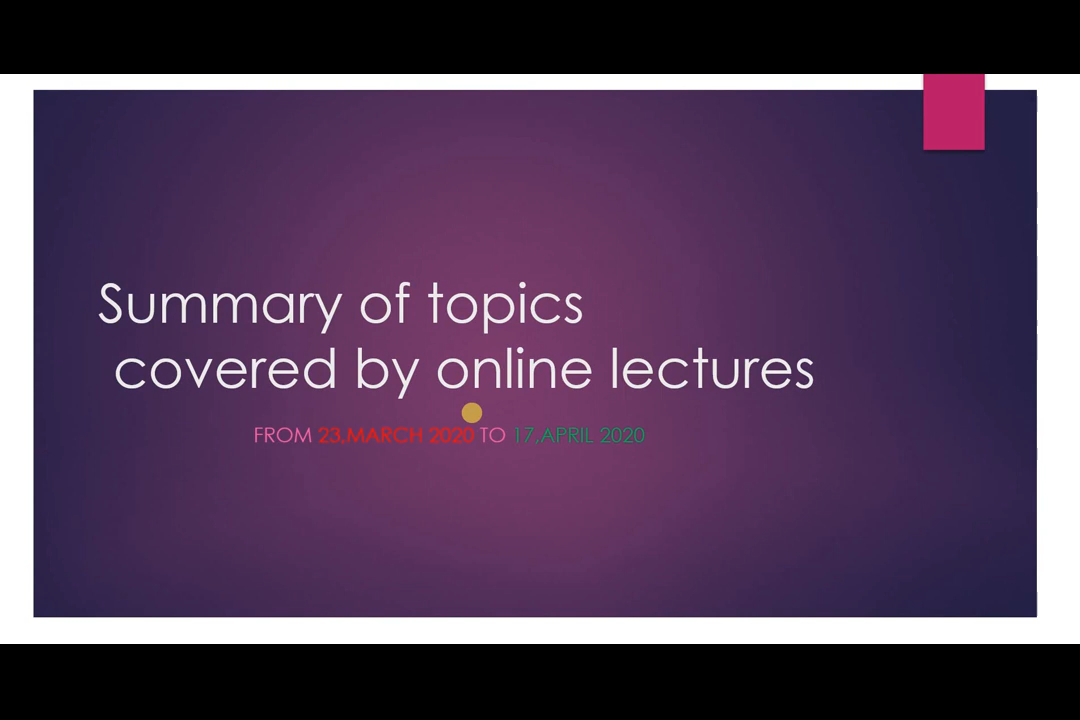 Summary of topics
covered by online lectures
FROM 23,MARCH 2020 TO 17,APRIL 2020